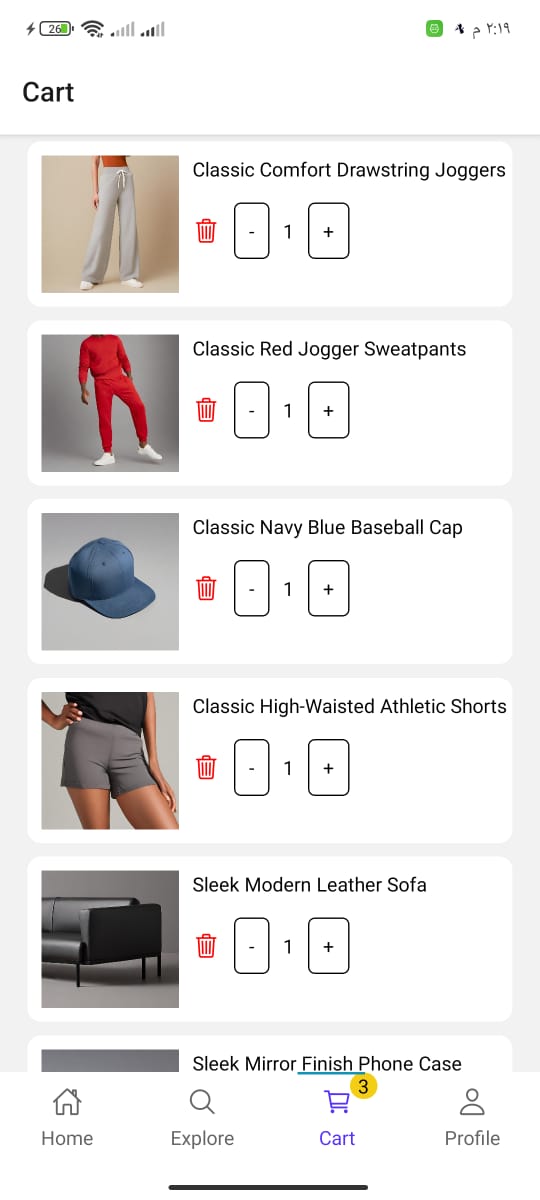 26
م ٢:١٩
Cart
Classic Comfort Drawstring Joggers
- 1 +
Classic Red Jogger Sweatpants
- 1 +
Classic Navy Blue Baseball Cap
- 1 +
Classic High-Waisted Athletic Shorts
- 1 +
Sleek Modern Leather Sofa
- 1 +
Sleek Mirror Finish Phone Case
3
Home Explore Cart Profile